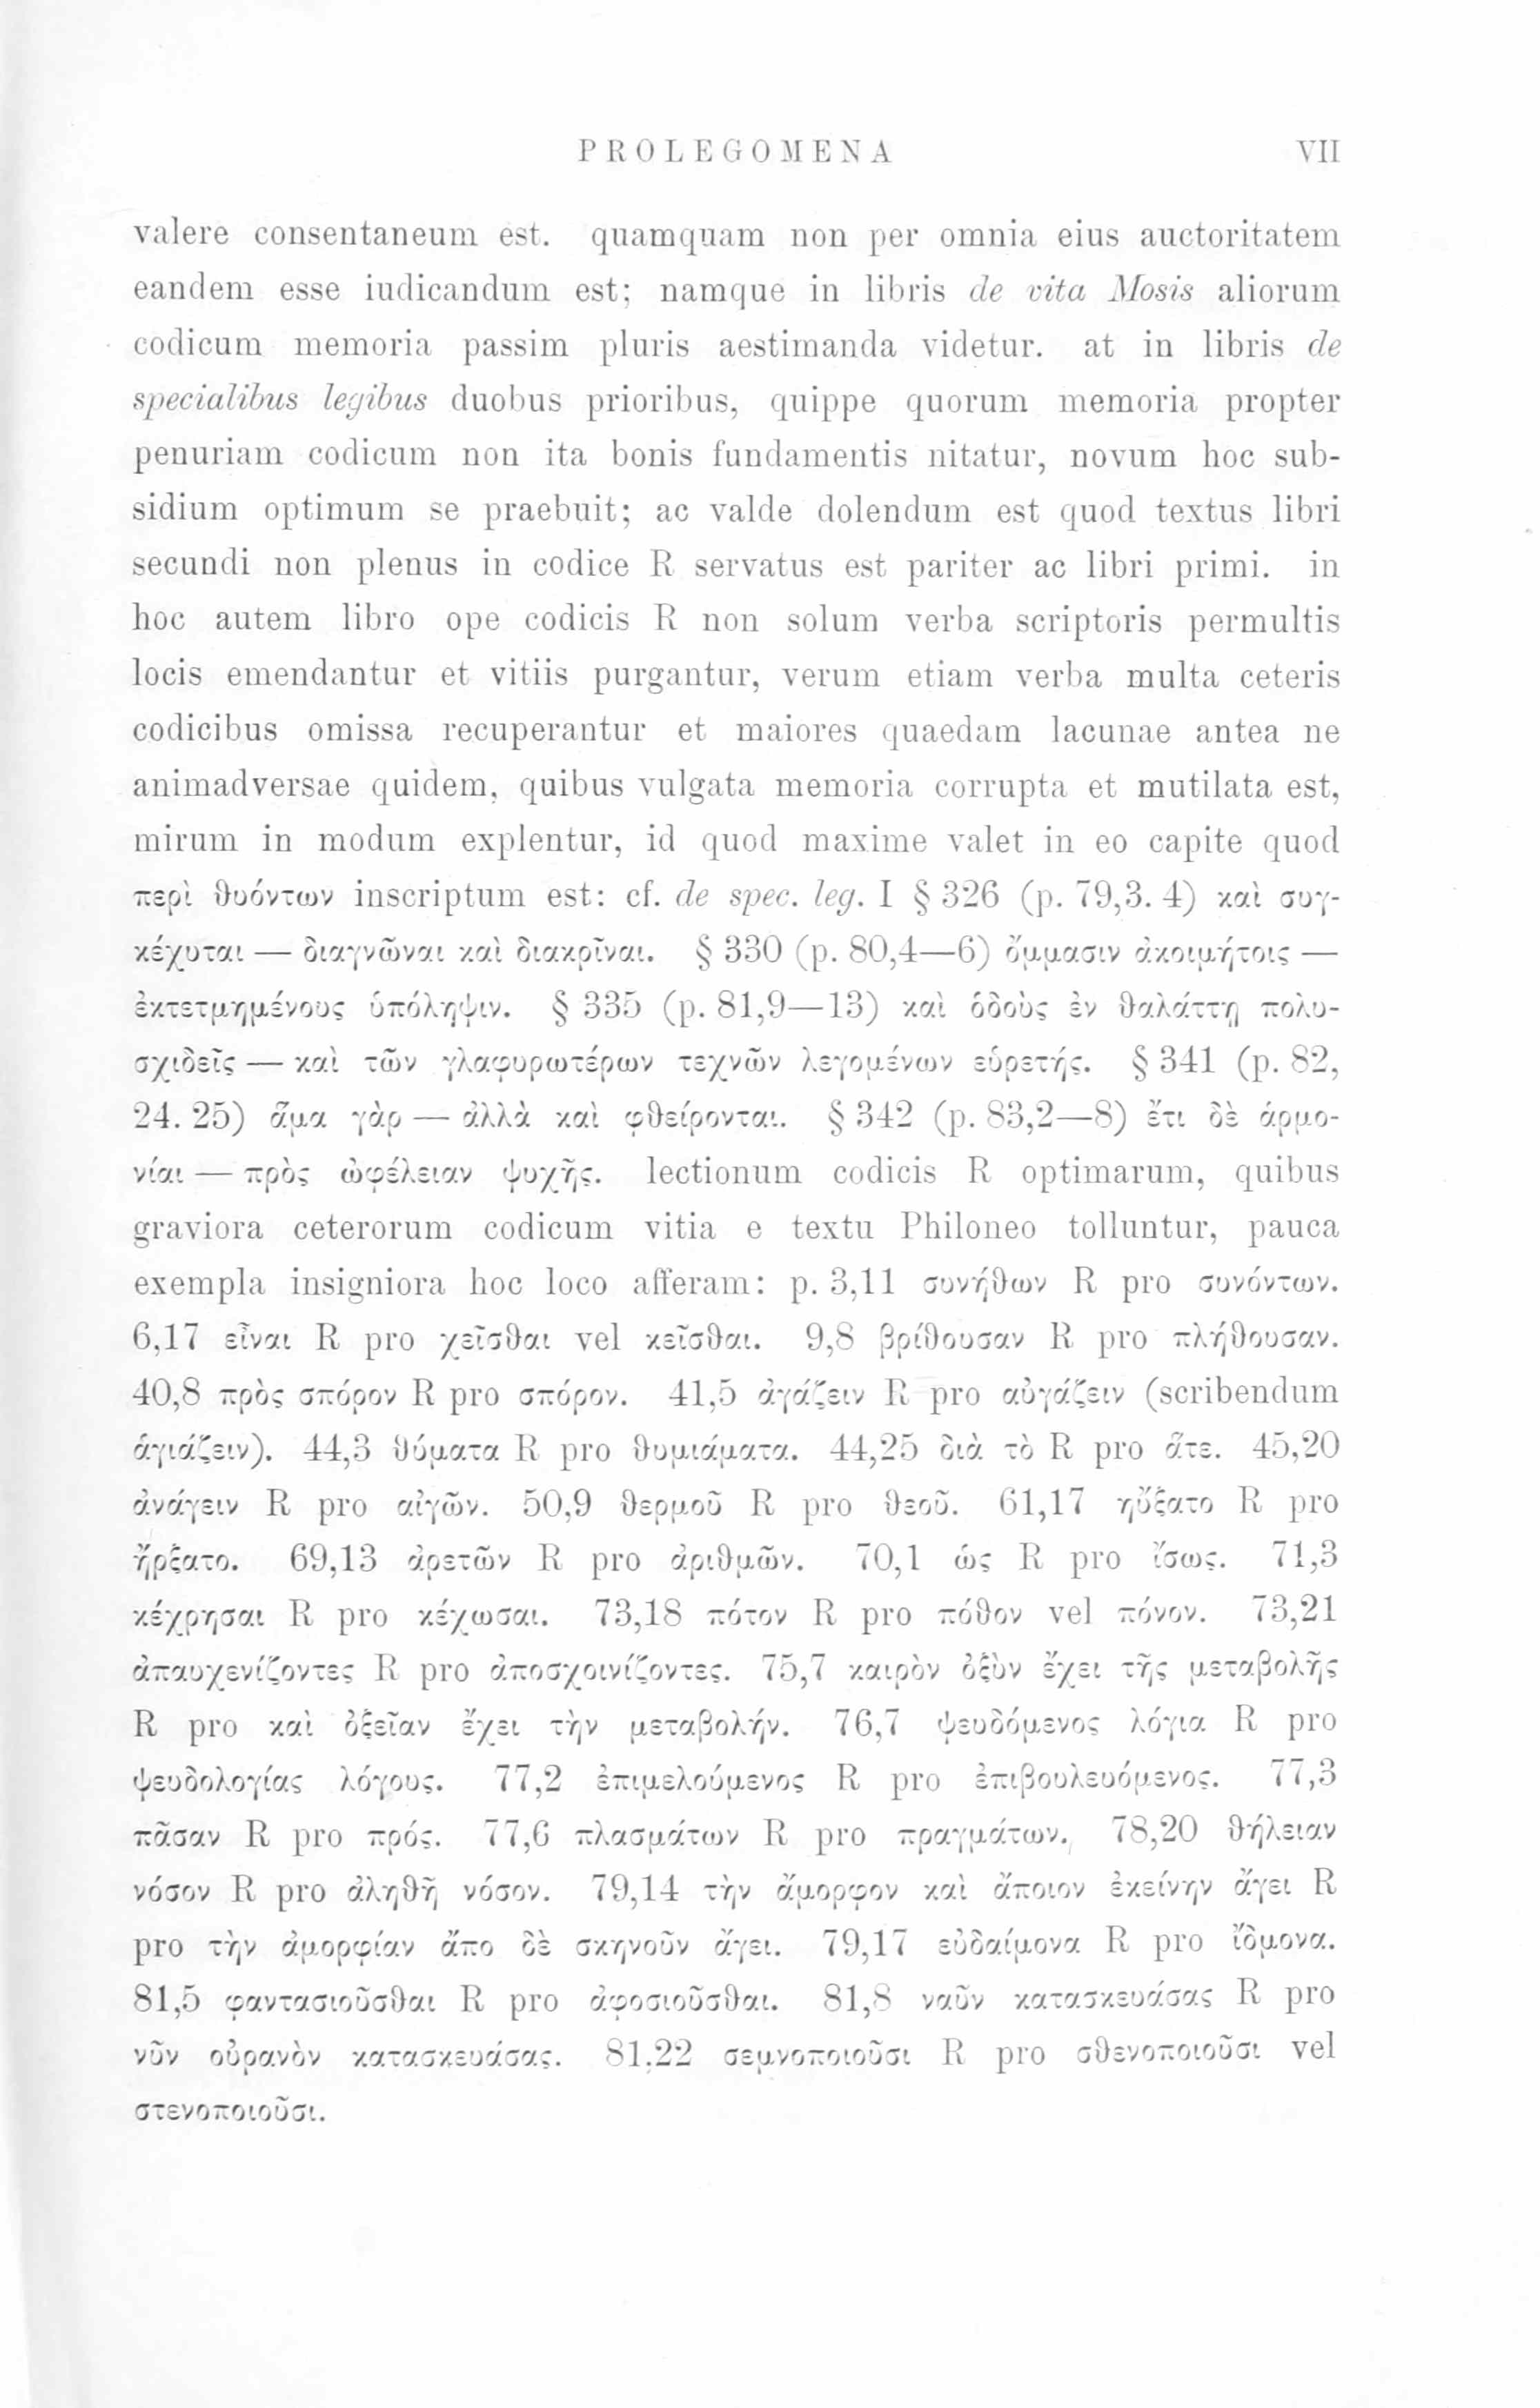 PROLEGOMENA VII
valere consentaneum est. quamquam non per omnia eius auctoritatem
eandem esse iudicandum est; namque in libris de vita Mosis aliorum
codicum memoria passim pluris aestimanda videtur. at in libris de
specialibus legibus duobus prioribus, quippe quorum memoria propter
penuriam codicum non ita bonis fundamentis nitatur, novum hoc sub-
sidium optimum se praebuit; ac valde dolendum est quod textus libri
secundi non plenus in codice R servatus est pariter ac libri primi. in
hoc autem libro ope codicis R non solum verba scriptoris permultis
locis emendantur et vitiis purgantur, verum etiam verba multa ceteris
codicibus omissa recuperantur et maiores quaedam lacunae antea ne
animadversae quidem, quibus vulgata memoria corrupta et mutilata est,
mirum in modum explentur, id quod maxime valet in eo capite quod
περὶ ϑυόντων inscriptum est: cf. de spec. leg. I § 326 (p. 79,3. 4) καὶ συγ-
κέχυται — διαγνῶναι καὶ διακρῖναι. § 330 (p. 80,4—6) ὄμμασιν ἀκοιμήτοις —
ἐκτετμημένους ὑπόληψιν. § 335 (p. 81,9—13) καὶ ὁδοὺς ἐν ϑαλάττῃ πολυ-
σχιδεῖς — καὶ τῶν γλαφυρωτέρων τεχνῶν λεγομένων εὑρετής. § 341 (p. 82,
24. 25) ἅμα γὰρ — ἀλλὰ καὶ φϑείρονται. § 342 (p. 83,2—8) ἔτι δὲ ἁρμο-
νίαι — πρὸς ὠφέλειαν ψυχῆς. lectionum codicis R optimarum, quibus
graviora ceterorum codicum vitia e textu Philoneo tolluntur, pauca
exempla insigniora hoc loco afferam: p. 3,11 συνήϑων R pro συνόντων.
6,17 εἶναι R pro χεῖσϑαι vel κεῖσϑαι. 9,8 βρίϑουσαν R pro πλήϑουσαν.
40,8 πρὸς σπόρον R pro σπόρον. 41,5 ἀγάζειν R pro αὐγάζειν (scribendum
ἁγιάζειν). 44,3 ϑύματα R pro ϑυμιάματα. 44,25 διὰ τὸ R pro ἅτε. 45,20
ἀνάγειν R pro αἰγῶν. 50,9 ϑερμοῦ R pro ϑεοῦ. 61,17 ηὔξατο R pro
ἤρξατο. 69,13 ἀρετῶν R pro ἀριϑμῶν. 70,1 ὡς R pro ἴσως. 71,3
κέχρησαι R pro κέχωσαι. 73,18 πότον R pro πόϑον vel πόνον. 73,21
ἀπαυχενίζοντες R pro ἀποσχοινίζοντες. 75,7 καιρὸν ὀξὺν ἔχει τῆς μεταβολῆς
R pro καὶ ὀξεῖαν ἔχει τὴν μεταβολήν. 76,7 ψευδόμενος λόγια R pro
ψευδολογίας λόγους. 77,2 ἐπιμελούμενος R pro ἐπιβουλευόμενος. 77,3
πᾶσαν R pro πρός. 77,6 πλασμάτων R pro πραγμάτων. 78,20 ϑήλειαν
νόσον R pro ἀληϑῆ νόσον. 79,14 τὴν ἄμορφον καὶ ἄποιον ἐκείνην ἄγει R
pro τὴν ἀμορφίαν ἄπο δὲ σκηνοῦν ἄγει. 79,17 εὐδαίμονα R pro ἴδμονα.
81,5 φαντασιοῦσϑαι R pro ἀφοσιοῦσϑαι. 81,8 ναῦν κατασκευάσας R pro
νῦν οὐρανὸν κατασκευάσας. 81,22 σεμνοποιοῦσι R pro σϑενοποιοῦσι vel
στενοποιοῦσι.